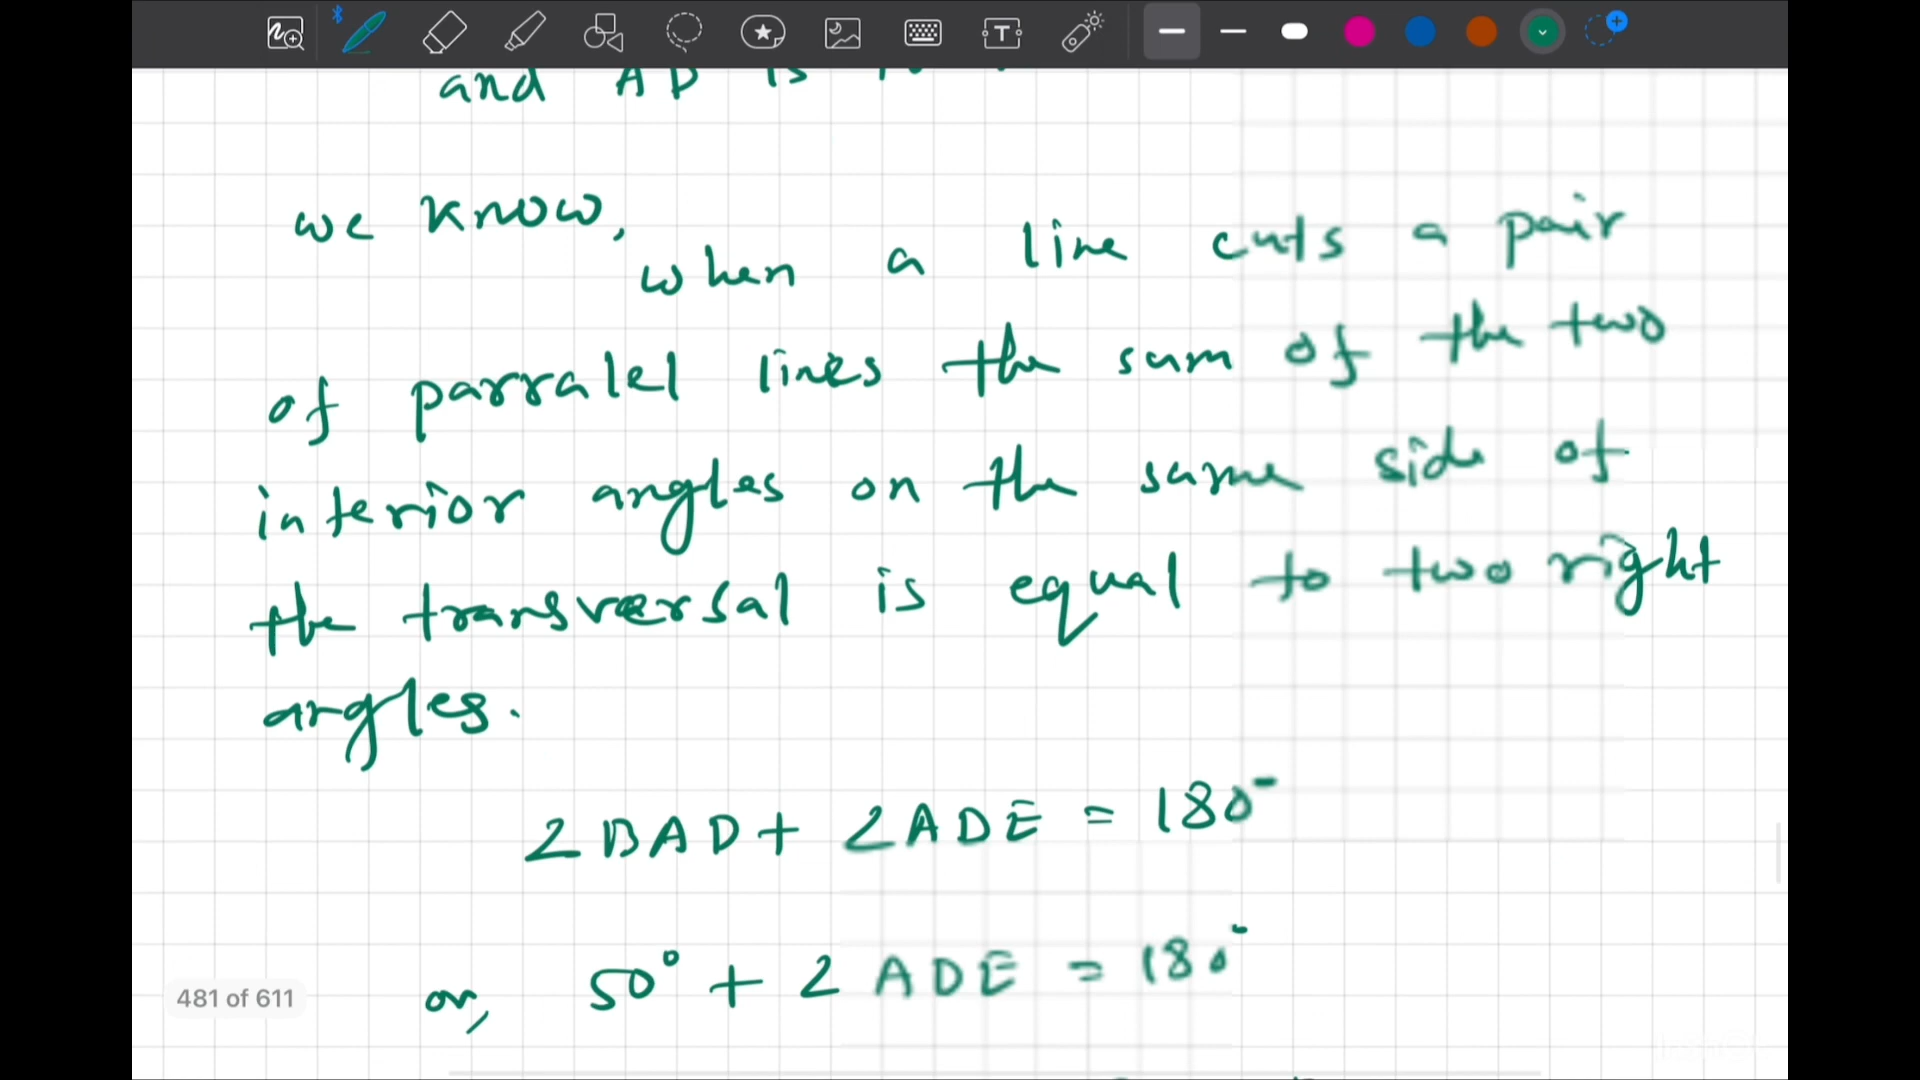 and AD is
we know, when a line cuts a pair
of parralel lines the sum of the two
interior angles on the same side of
the transversal is equal to two right
angles.
∠BAD + ∠ADE = 180°
or, 50° + ∠ADE = 180°
481 of 611